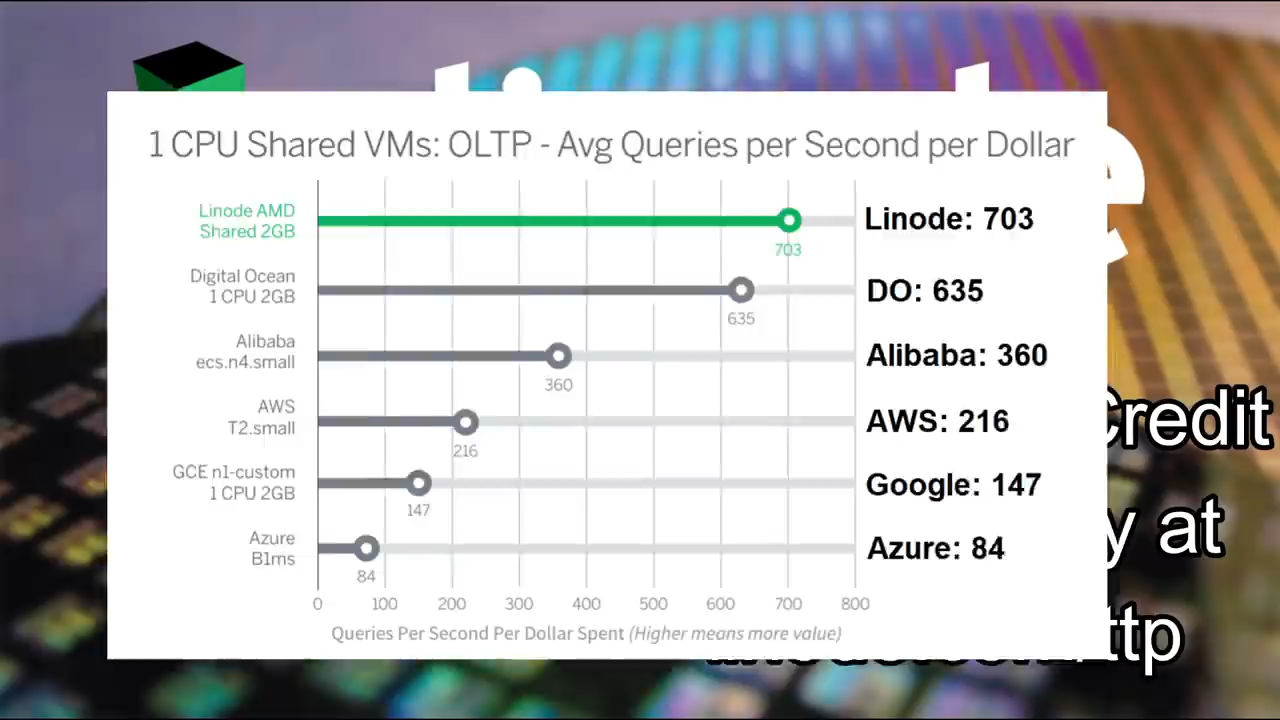 1 CPU Shared VMs: OLTP - Avg Queries per Second per Dollar
Linode AMD
Shared 2GB
703
Linode: 703
Digital Ocean
1 CPU 2GB
635
DO: 635
Alibaba
ecs.n4.small
360
Alibaba: 360
AWS
T2.small
216
AWS: 216
GCE n1-custom
1 CPU 2GB
147
Google: 147
Azure
B1ms
84
Azure: 84
0 100 200 300 400 500 600 700 800
Queries Per Second Per Dollar Spent (Higher means more value)
Credit
y at
ttp